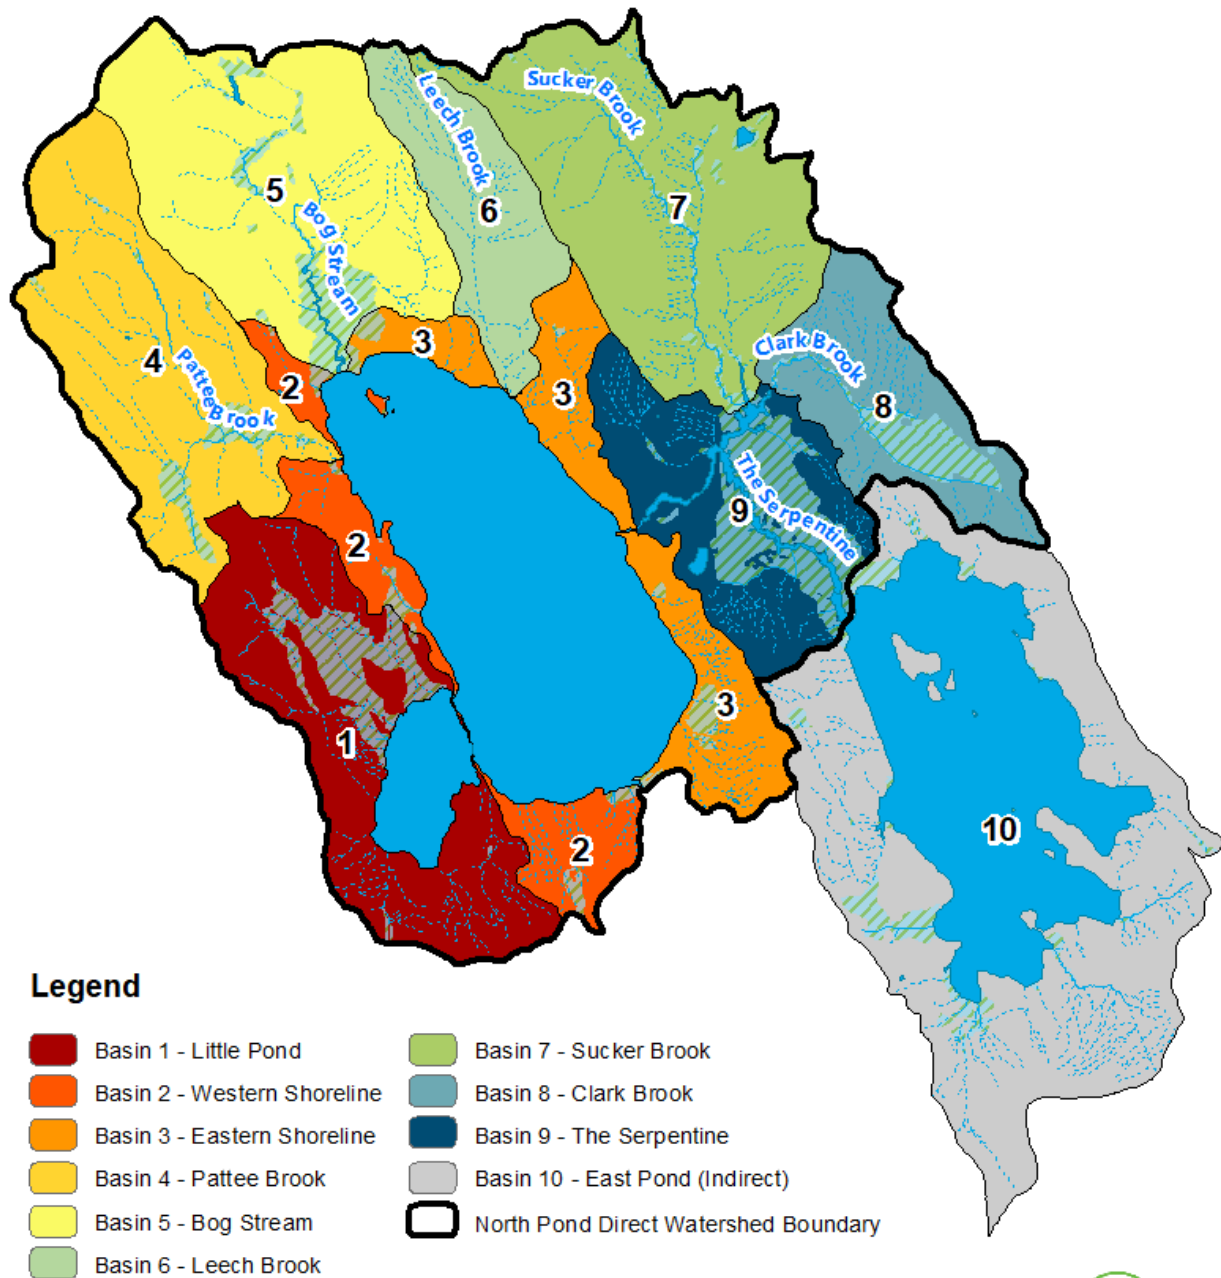 Sucker Brook
Leech Brook
7
5
6
Bog Stream
3
Clark Brook
4
Pattee Brook
2
3
8
The Serpentine
9
2
3
1
10
2
Legend
Basin 1 - Little Pond
Basin 2 - Western Shoreline
Basin 3 - Eastern Shoreline
Basin 4 - Pattee Brook
Basin 5 - Bog Stream
Basin 6 - Leech Brook
Basin 7 - Sucker Brook
Basin 8 - Clark Brook
Basin 9 - The Serpentine
Basin 10 - East Pond (Indirect)
North Pond Direct Watershed Boundary